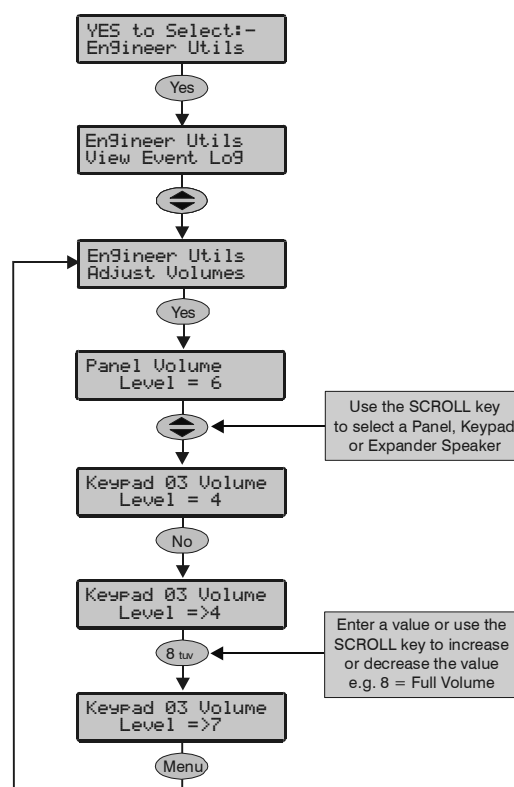 YES to Select:-
Engineer Utils
Yes
Engineer Utils
View Event Log
Engineer Utils
Adjust Volumes
Yes
Panel Volume
Level = 6
Use the SCROLL key
to select a Panel, Keypad
or Expander Speaker
Keypad 03 Volume
Level = 4
No
Keypad 03 Volume
Level =>4
Enter a value or use the
SCROLL key to increase
or decrease the value
e.g. 8 = Full Volume
8 tuv
Keypad 03 Volume
Level =>7
Menu